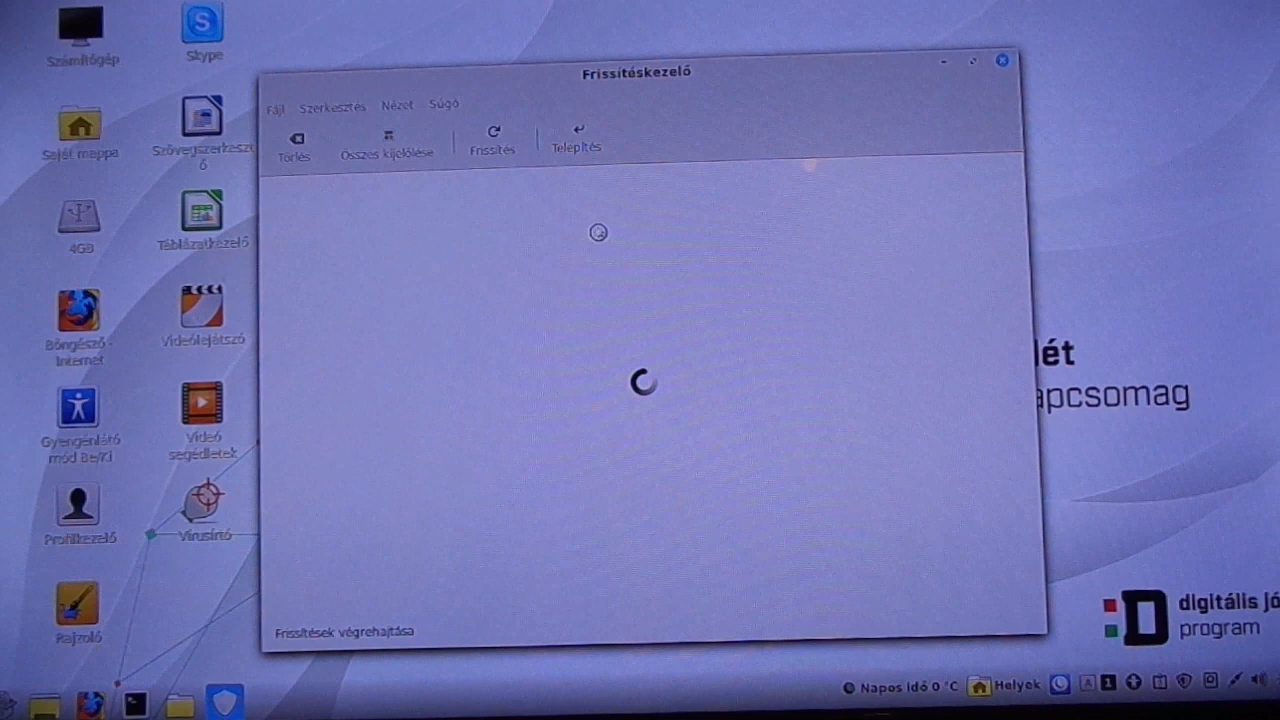 Számítógép
Skype
Saját mappa
Szövegszerkesztő
4GB
Táblázatkezelő
Böngésző -
Internet
Videólejátszó
Gyengénlátó
mód Be/Ki
Videó
segédletek
Profilkezelő
Vírusírtó
Rajzoló
Frissítéskezelő
Fájl Szerkesztés Nézet Súgó
Törlés Összes kijelölése Frissítés Telepítés
Frissítések végrehajtása
lét
apcsomag
digitális jó
program
Napos idő 0 °C Helyek A 1